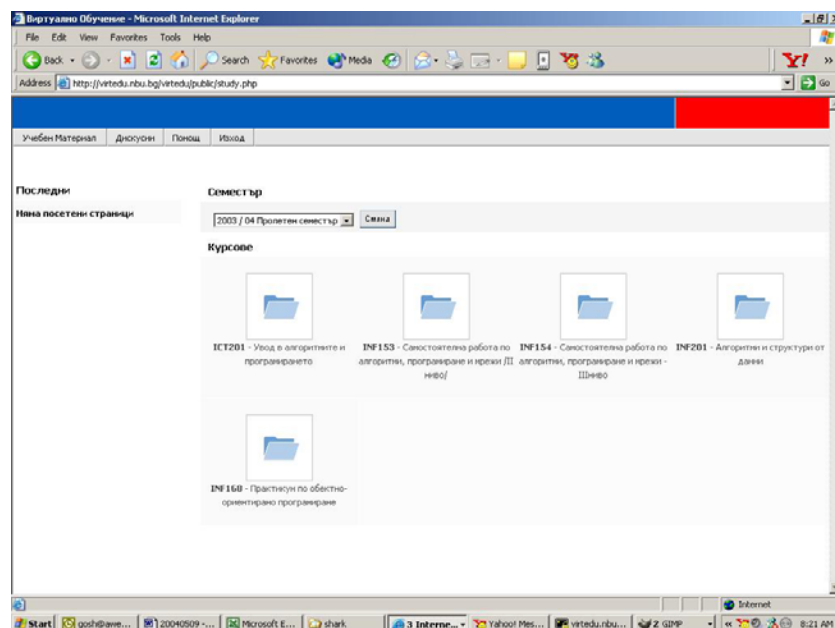 Виртуално Обучение - Microsoft Internet Explorer
File Edit View Favorites Tools Help
Back Search Favorites Media
Address http://virtedu.nbu.bg/virtedu/public/study.php Go
Учебен Материал Дискусии Помощ Изход
Последни
Няма посетени страници
Семестър
2003 / 04 Пролетен семестър Смяна
Курсове
ICT201 - Увод в алгоритмите и
програмирането
INF153 - Самостоятелна работа по
алгоритми, програмиране и мрежи /II
ниво/
INF154 - Самостоятелна работа по
алгоритми, програмиране и мрежи -
IIIниво
INF201 - Алгоритми и структури от
данни
INF160 - Практикум по обектно-
ориентирано програмиране
Internet
Start gosh@awe... 20040509 -... Microsoft E... shark 3 Interne... Yahoo! Mes... virtedu.nbu... 2 GIMP 8:21 AM